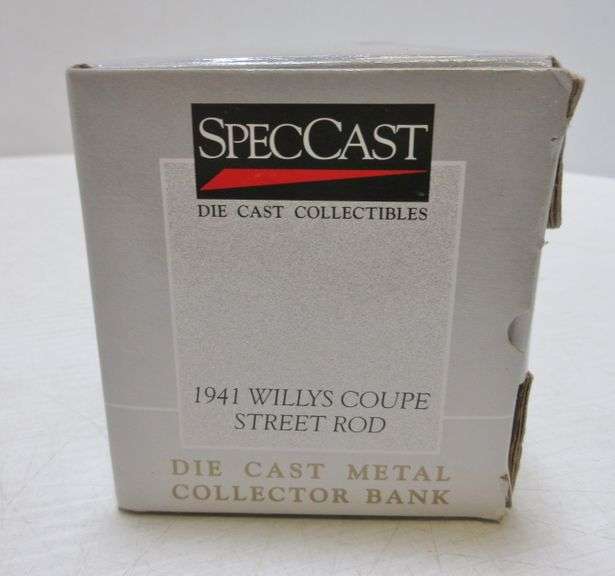 SPECCAST
DIE CAST COLLECTIBLES
1941 WILLYS COUPE
STREET ROD
DIE CAST METAL
COLLECTOR BANK